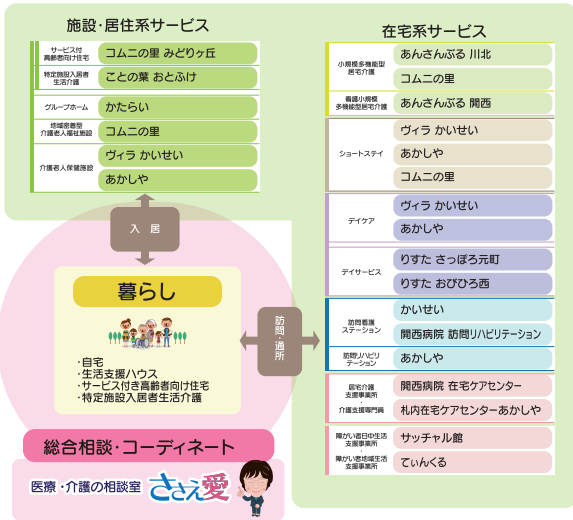 施設・居住系サービス
サービス付
高齢者向け住宅
コムニの里 みどりヶ丘
特定施設入居者
生活介護
ことの葉 おとふけ
グループホーム
かたらい
地域密着型
介護老人福祉施設
コムニの里
介護老人保健施設
ヴィラ かいせい
あかしや
入 居
暮らし
・自宅
・生活支援ハウス
・サービス付き高齢者向け住宅
・特定施設入居者生活介護
訪問・通所
総合相談・コーディネート
医療・介護の相談室 ささえ愛
在宅系サービス
小規模多機能型
居宅介護
あんさんぶる 川北
コムニの里
看護小規模
多機能型居宅介護
あんさんぶる 関西
ショートステイ
ヴィラ かいせい
あかしや
コムニの里
デイケア
ヴィラ かいせい
あかしや
デイサービス
りすた さっぽろ元町
りすた おびひろ西
訪問看護
ステーション
かいせい
関西病院 訪問リハビリテーション
訪問リハビリ
テーション
あかしや
居宅介護
支援事業所
・
介護支援専門員
関西病院 在宅ケアセンター
札内在宅ケアセンターあかしや
障がい者日中生活
支援事業所
・
障がい者地域生活
支援事業所
サッチャル館
てぃんくる